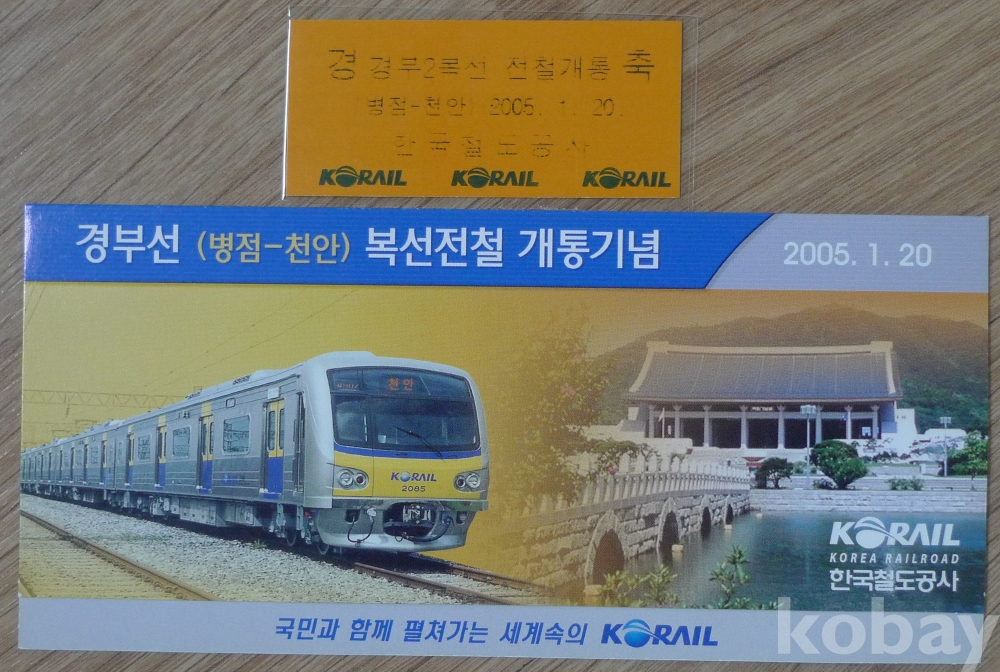 경 경부2복선 전철개통 축
병점-천안 2005. 1. 20.
한국철도공사
KORAIL KORAIL KORAIL
경부선 (병점-천안) 복선전철 개통기념
2005. 1. 20
천안
KORAIL
2085
KORAIL
KOREA RAILROAD
한국철도공사
국민과 함께 펼쳐가는 세계속의 KORAIL
kobay